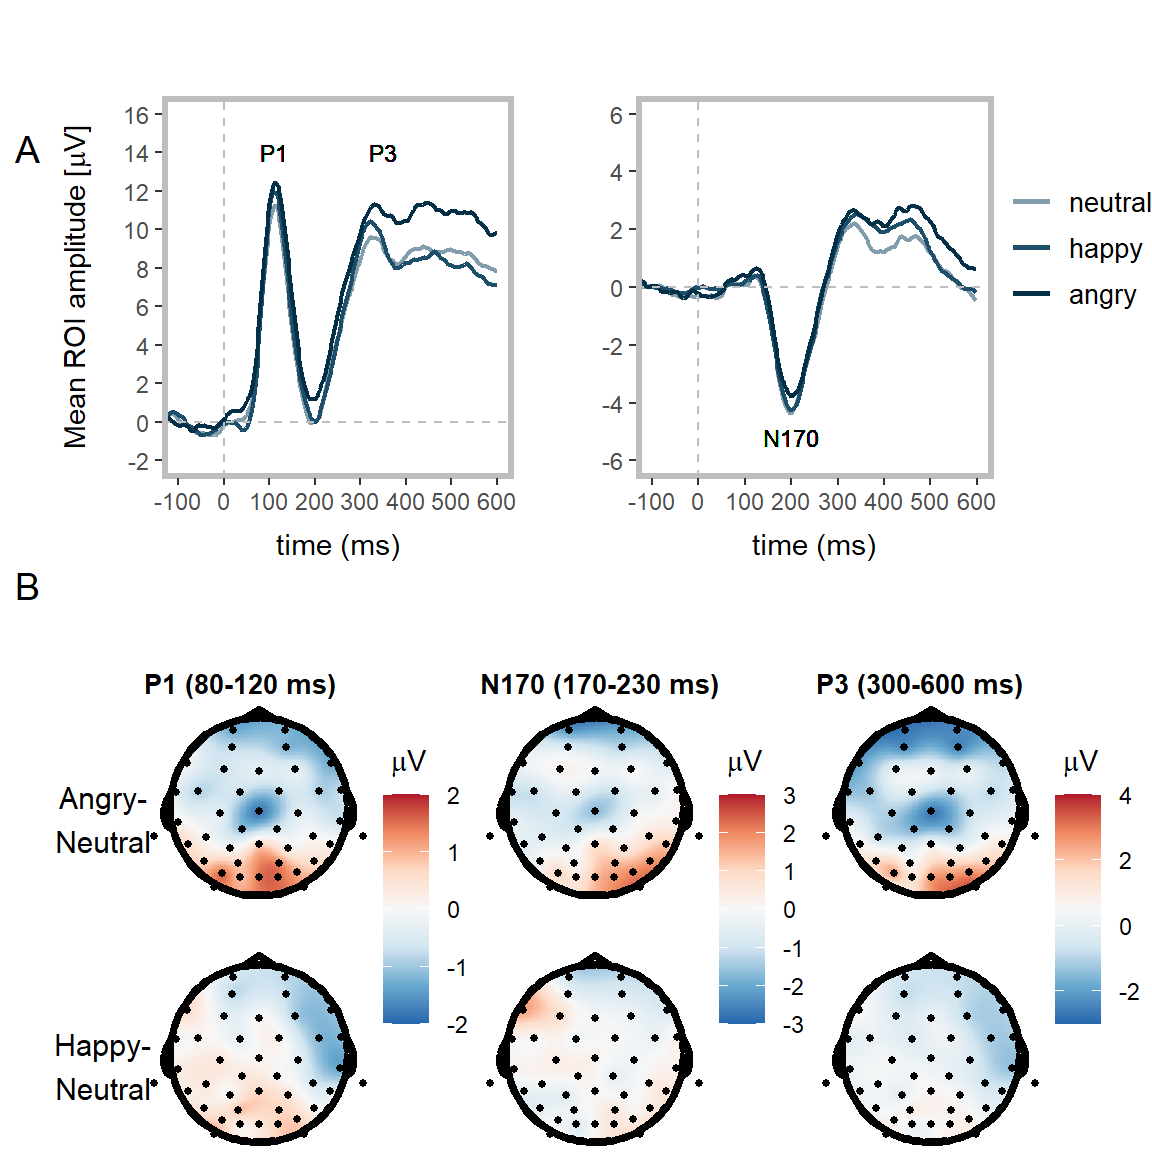 A
Mean ROI amplitude [μV]
16
14
12
10
8
6
4
2
0
-2
P1
P3
-100 0 100 200 300 400 500 600
time (ms)
6
4
2
0
-2
-4
-6
N170
-100 0 100 200 300 400 500 600
time (ms)
neutral
happy
angry
B
P1 (80-120 ms)
N170 (170-230 ms)
P3 (300-600 ms)
Angry-
Neutral
μV
2
1
0
-1
-2
μV
3
2
1
0
-1
-2
-3
μV
4
2
0
-2
Happy-
Neutral